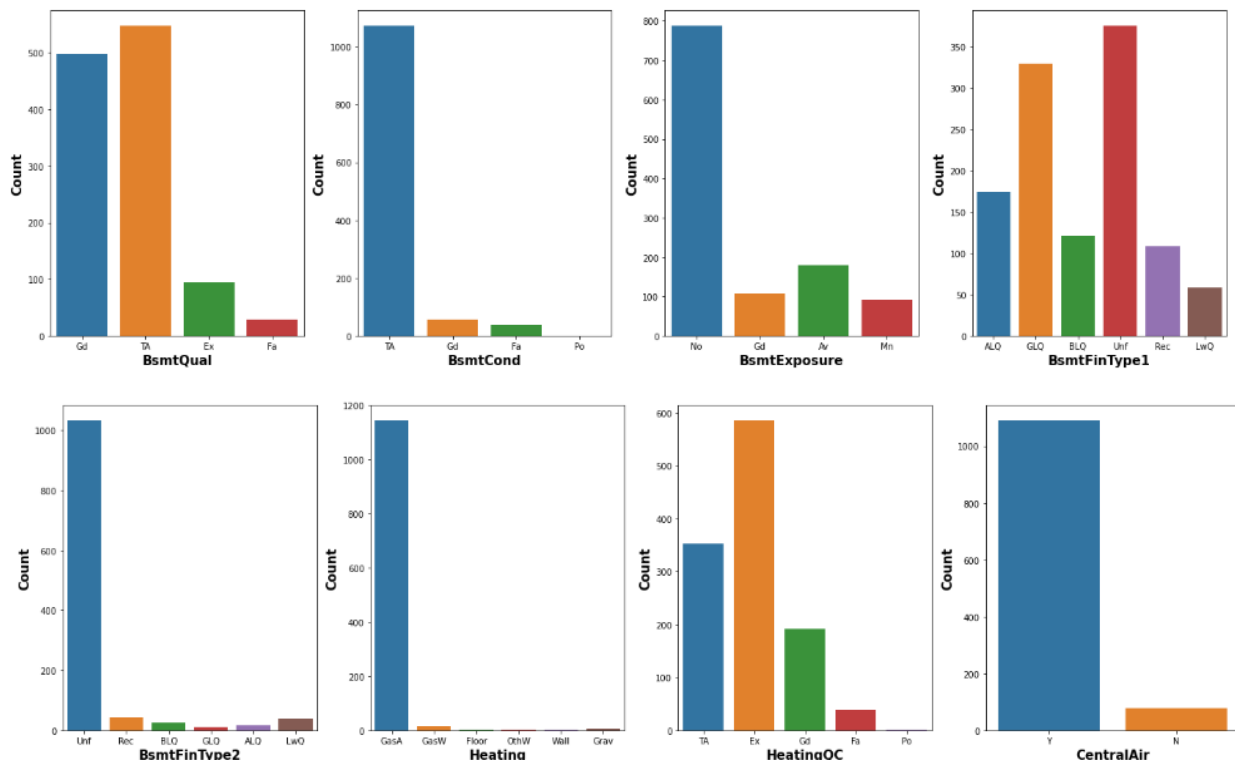 500
400
300
200
100
0
Count
Gd TA Ex Fa
BsmtQual
1000
800
600
400
200
0
Count
TA Gd Fa Po
BsmtCond
800
700
600
500
400
300
200
100
0
Count
No Gd Av Mn
BsmtExposure
350
300
250
200
150
100
50
0
Count
ALQ GLQ BLQ Unf Rec LwQ
BsmtFinType1
1000
800
600
400
200
0
Count
Unf Rec BLQ GLQ ALQ LwQ
BsmtFinType2
1200
1000
800
600
400
200
0
Count
GasA GasW Floor OthW Wall Grav
Heating
600
500
400
300
200
100
0
Count
TA Ex Gd Fa Po
HeatingQC
1000
800
600
400
200
0
Count
Y N
CentralAir